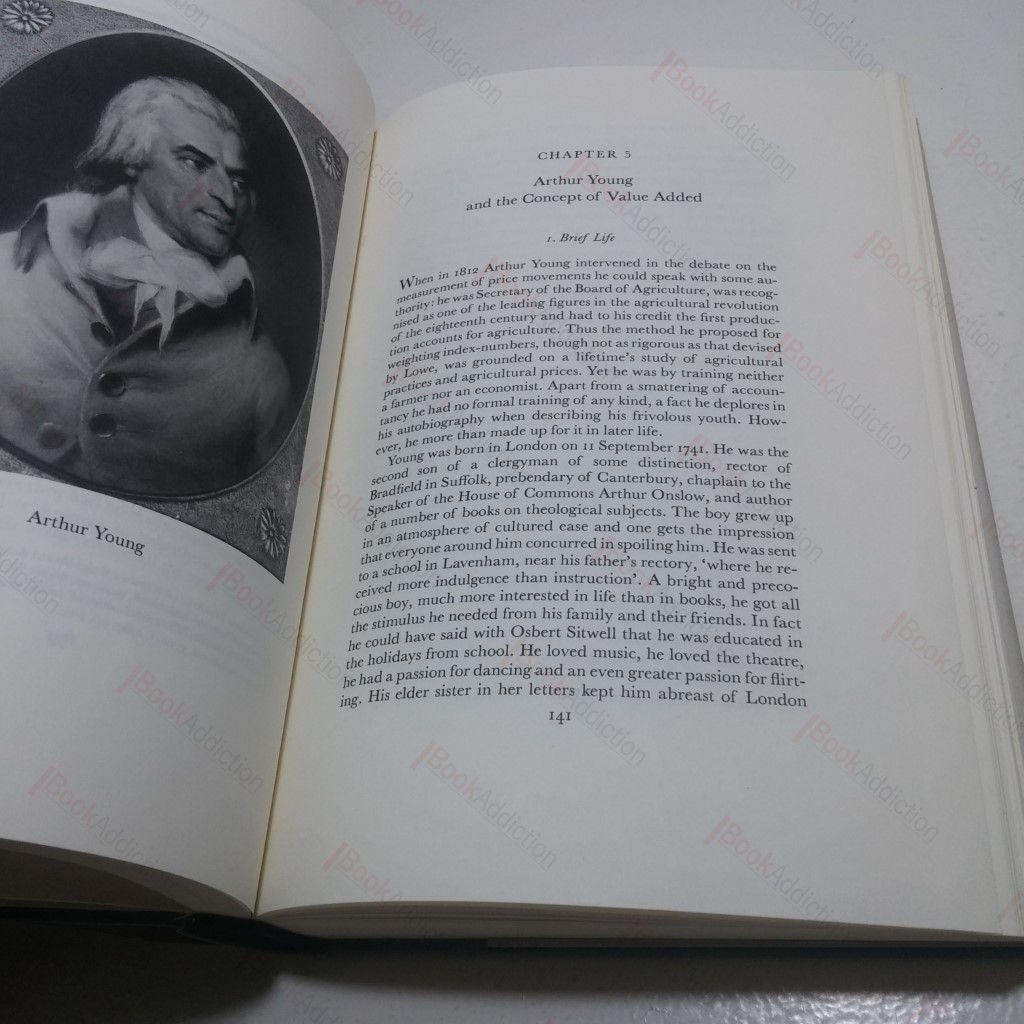 Arthur Young
CHAPTER 5
Arthur Young
and the Concept of Value Added
1. Brief Life
When in 1812 Arthur Young intervened in the debate on the
measurement of price movements he could speak with some au-
thority: he was Secretary of the Board of Agriculture, was recog-
nised as one of the leading figures in the agricultural revolution
of the eighteenth century and had to his credit the first produc-
tion accounts for agriculture. Thus the method he proposed for
weighting index-numbers, though not as rigorous as that devised
by Lowe, was grounded on a lifetime's study of agricultural
practices and agricultural prices. Yet he was by training neither
a farmer nor an economist. Apart from a smattering of accoun-
tancy he had no formal training of any kind, a fact he deplores in
his autobiography when describing his frivolous youth. How-
ever, he more than made up for it in later life.
Young was born in London on 11 September 1741. He was the
second son of a clergyman of some distinction, rector of
Bradfield in Suffolk, prebendary of Canterbury, chaplain to the
Speaker of the House of Commons Arthur Onslow, and author
of a number of books on theological subjects. The boy grew up
in an atmosphere of cultured ease and one gets the impression
that everyone around him concurred in spoiling him. He was sent
to a school in Lavenham, near his father's rectory, 'where he re-
ceived more indulgence than instruction'. A bright and preco-
cious boy, much more interested in life than in books, he got all
the stimulus he needed from his family and their friends. In fact
he could have said with Osbert Sitwell that he was educated in
the holidays from school. He loved music, he loved the theatre,
he had a passion for dancing and an even greater passion for flirt-
ing. His elder sister in her letters kept him abreast of London
141
BookAddiction